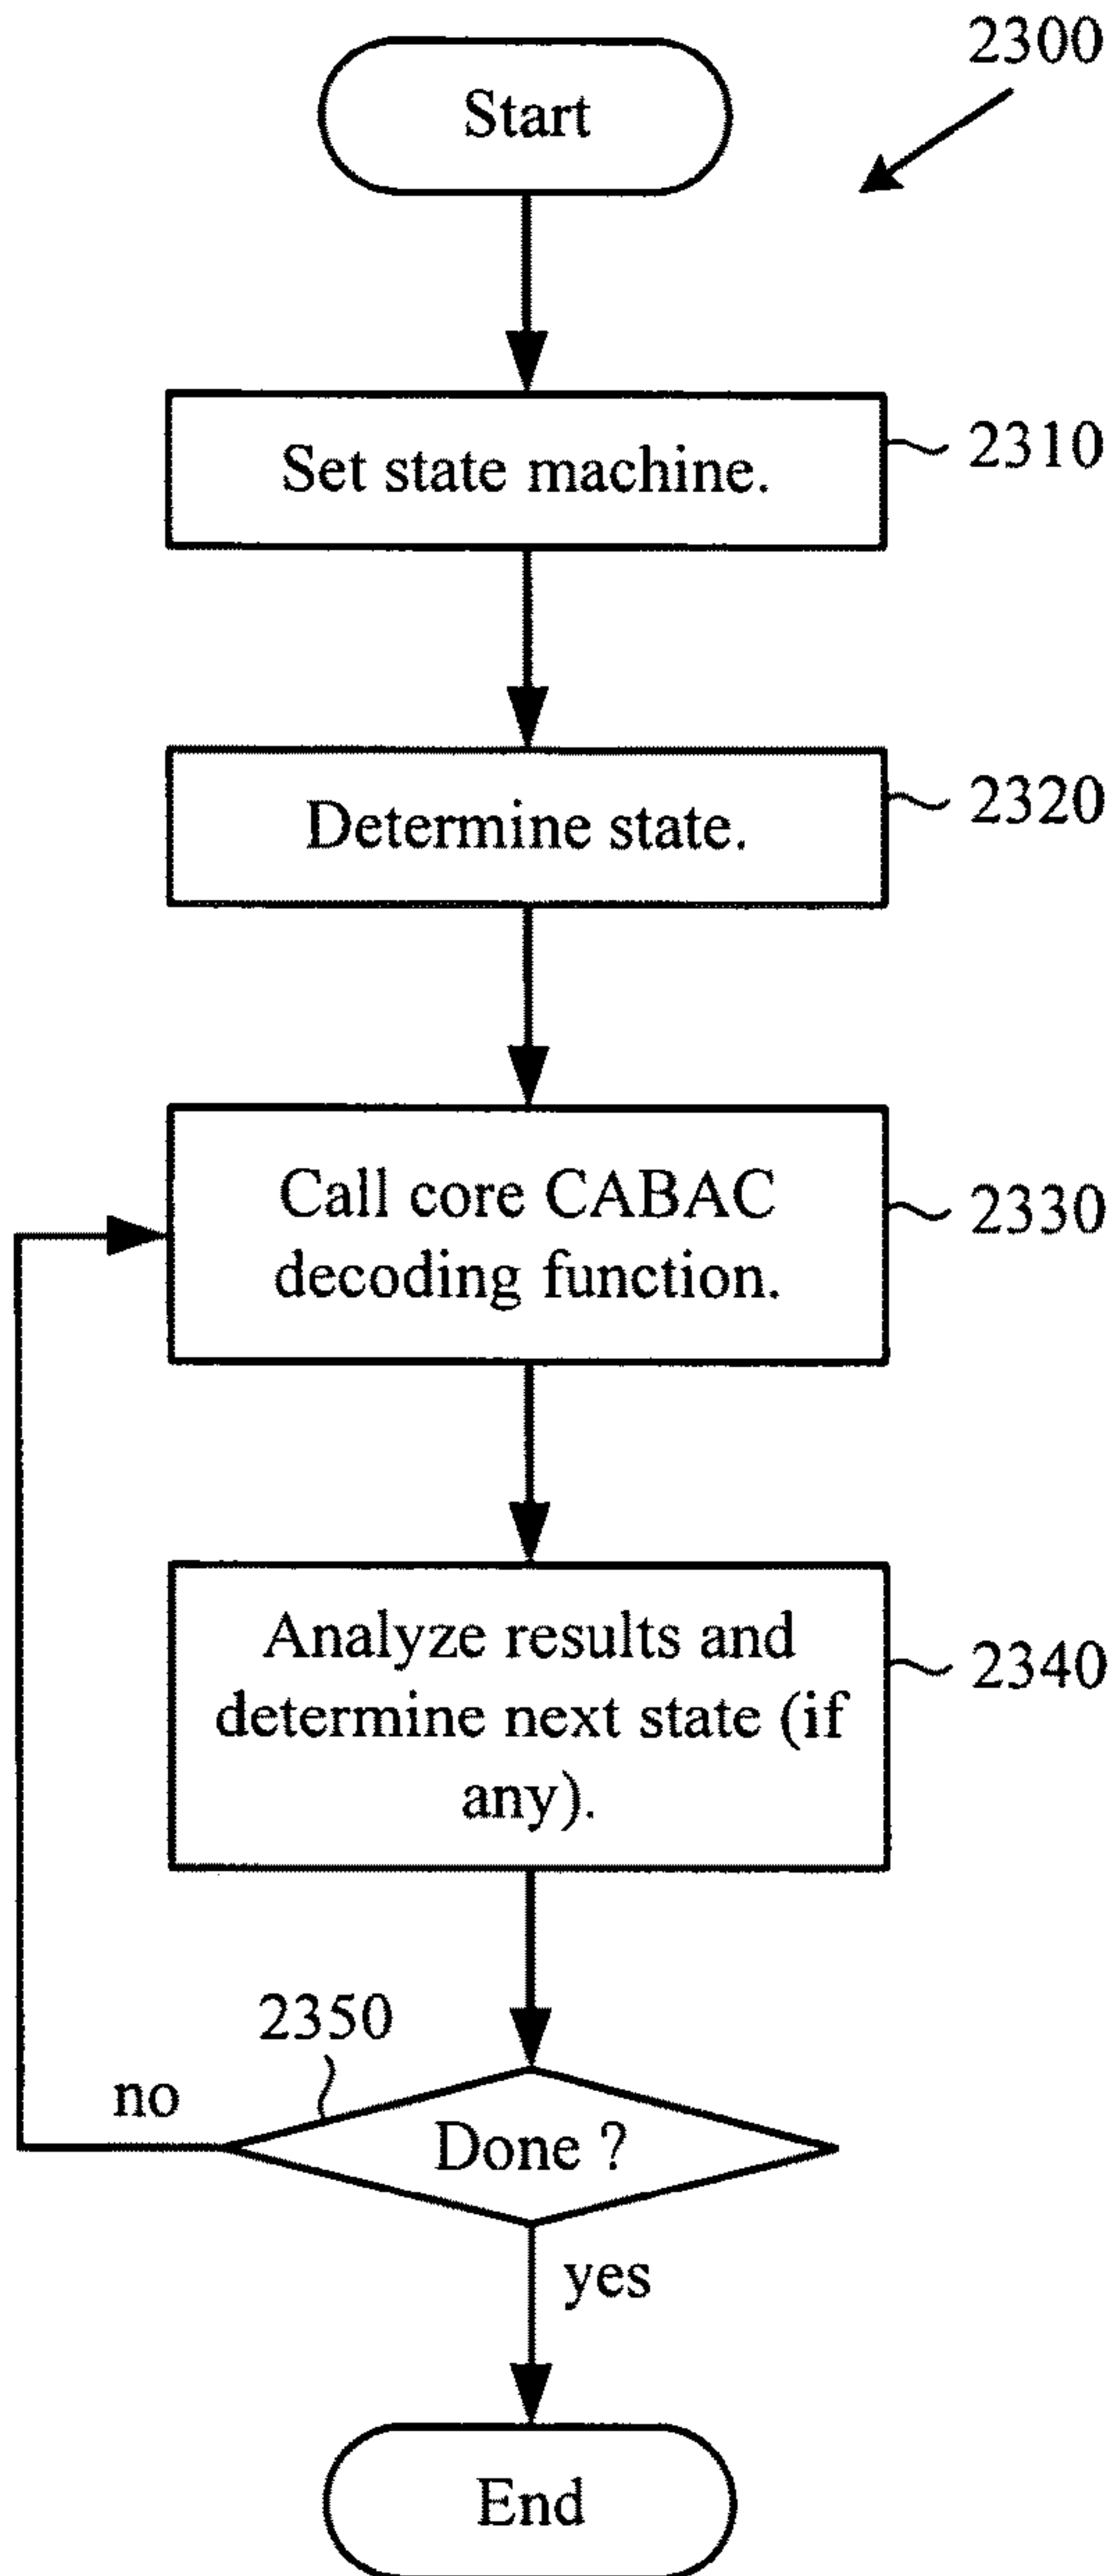 2300
Start
Set state machine.
2310
Determine state.
2320
Call core CABAC
decoding function.
2330
Analyze results and
determine next state (if
any).
2340
2350
no
Done ?
yes
End